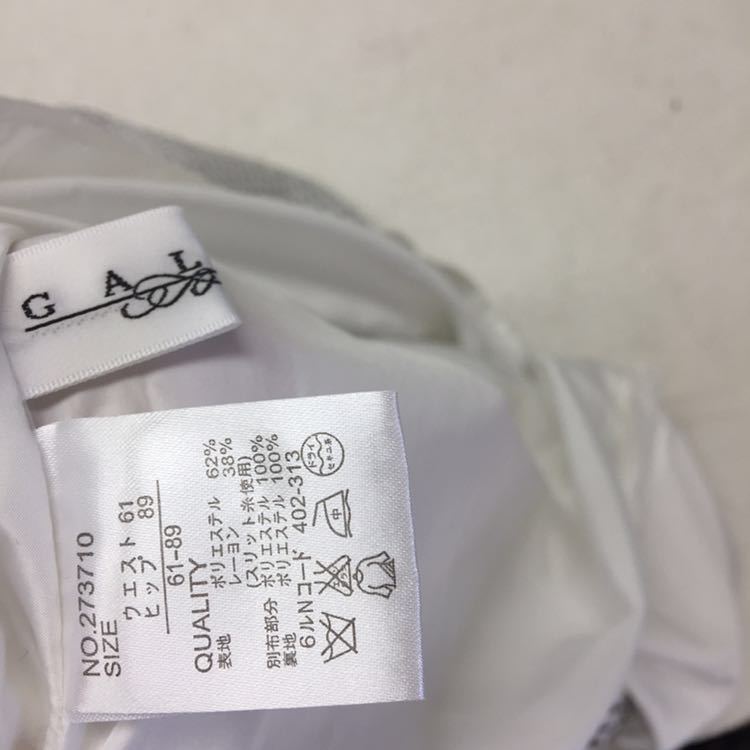 GAL
NO.273710
SIZE
ウエスト 61
ヒップ 89
61-89
QUALITY
表地 ポリエステル 62%
レーヨン 38%
(スリット糸使用)
別布部分 ポリエステル 100%
裏地 ポリエステル 100%
6ルNコード 402-313
ドライ
セキユ系
中